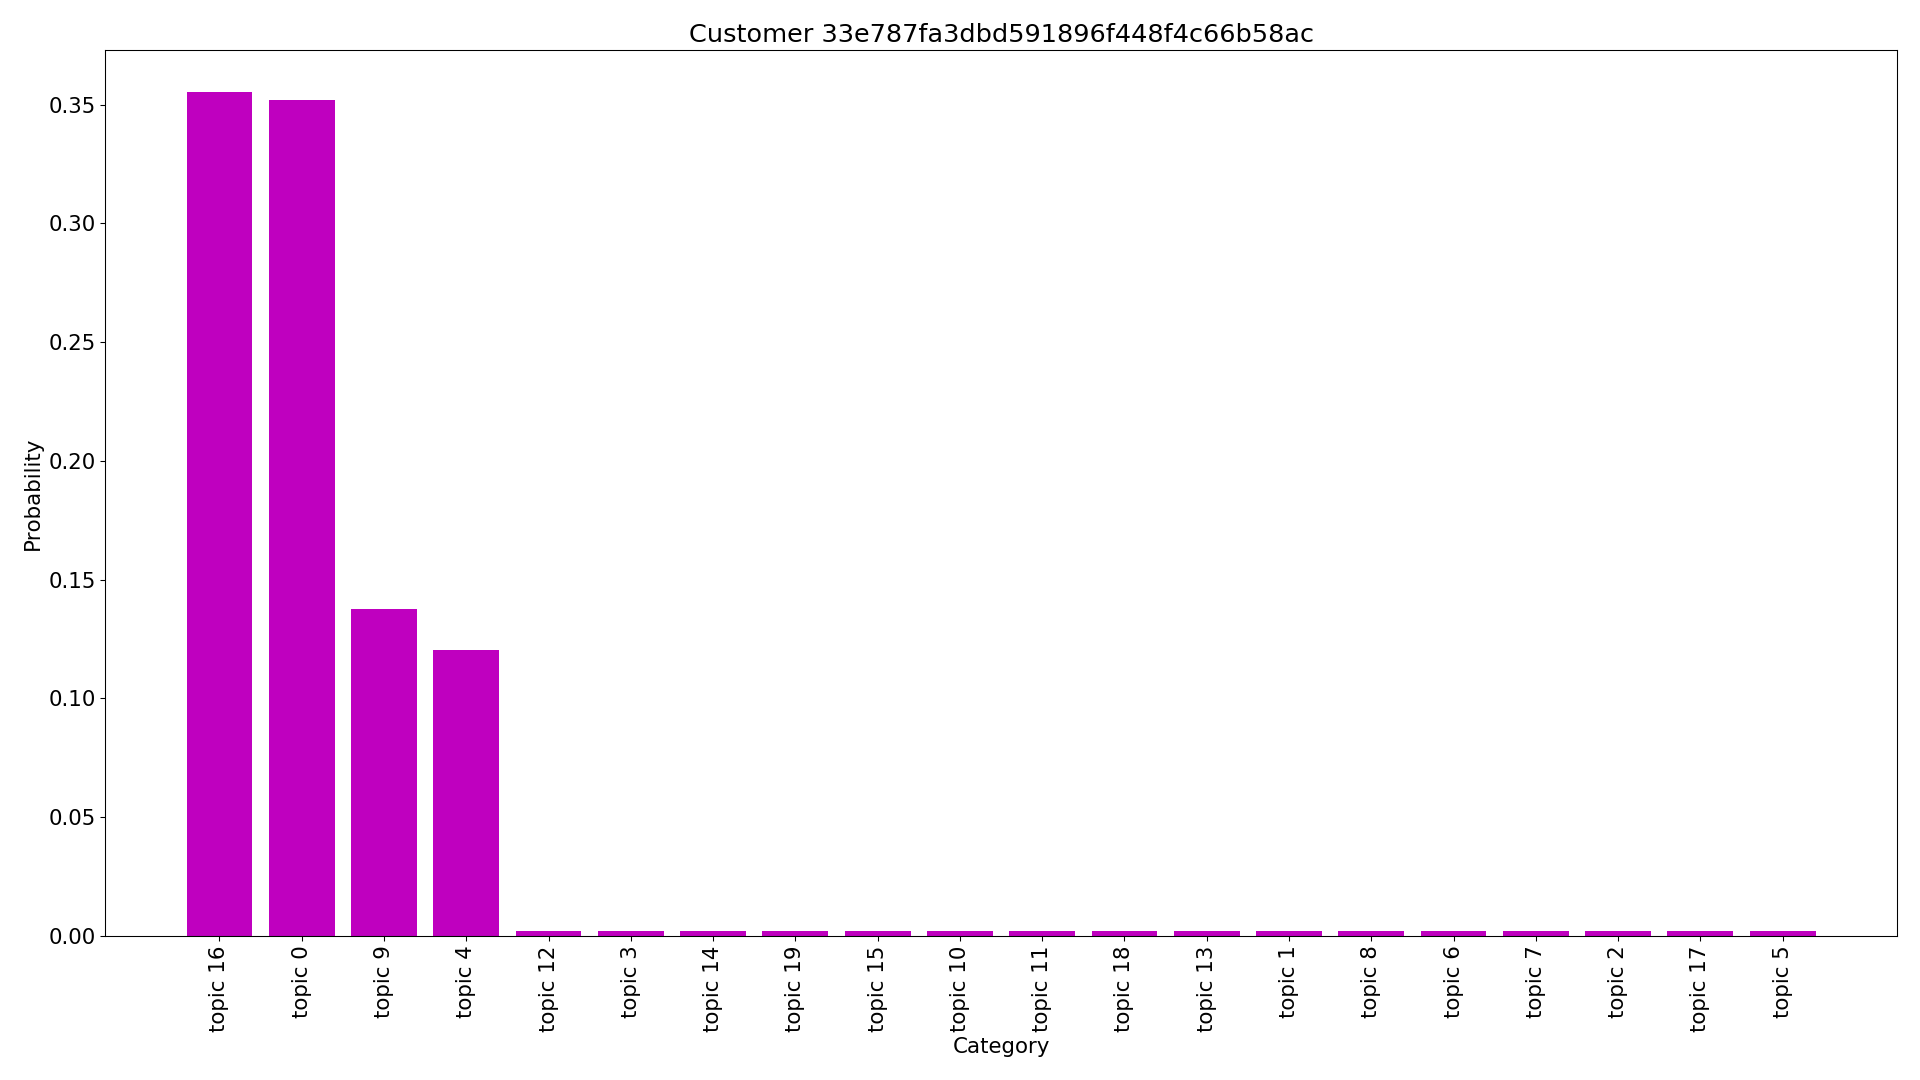 Customer 33e787fa3dbd591896f448f4c66b58ac
Probability
0.35
0.30
0.25
0.20
0.15
0.10
0.05
0.00
topic 16
topic 0
topic 9
topic 4
topic 12
topic 3
topic 14
topic 19
topic 15
topic 10
topic 11
topic 18
topic 13
topic 1
topic 8
topic 6
topic 7
topic 2
topic 17
topic 5
Category